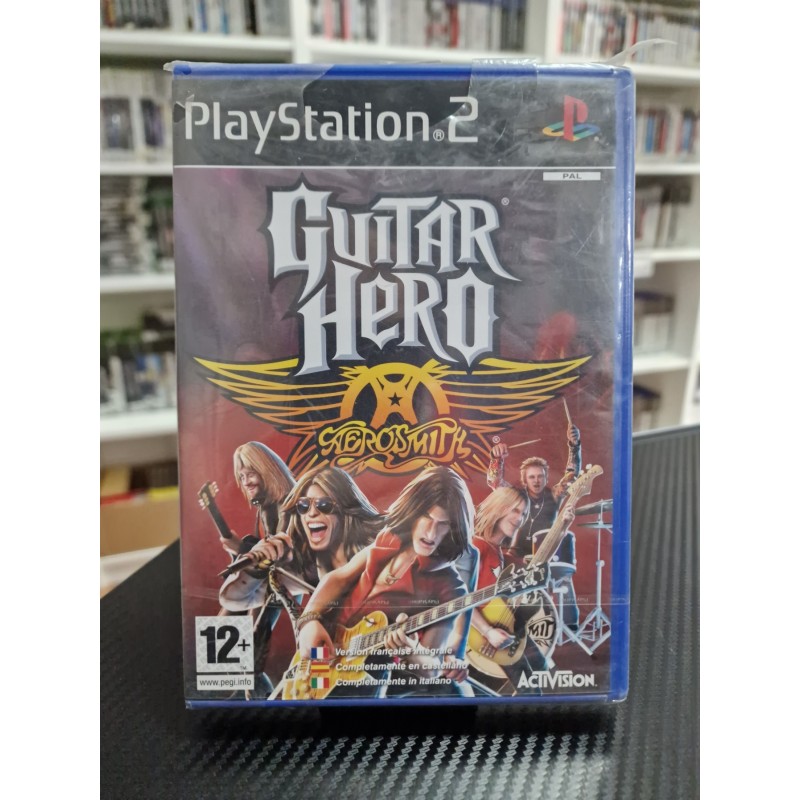 PlayStation®2
PAL
GUITAR®
HERO
AEROSMITH®
12+
www.pegi.info
Version française intégrale
Completamente en castellano
Completamente in italiano
ACTIVISION